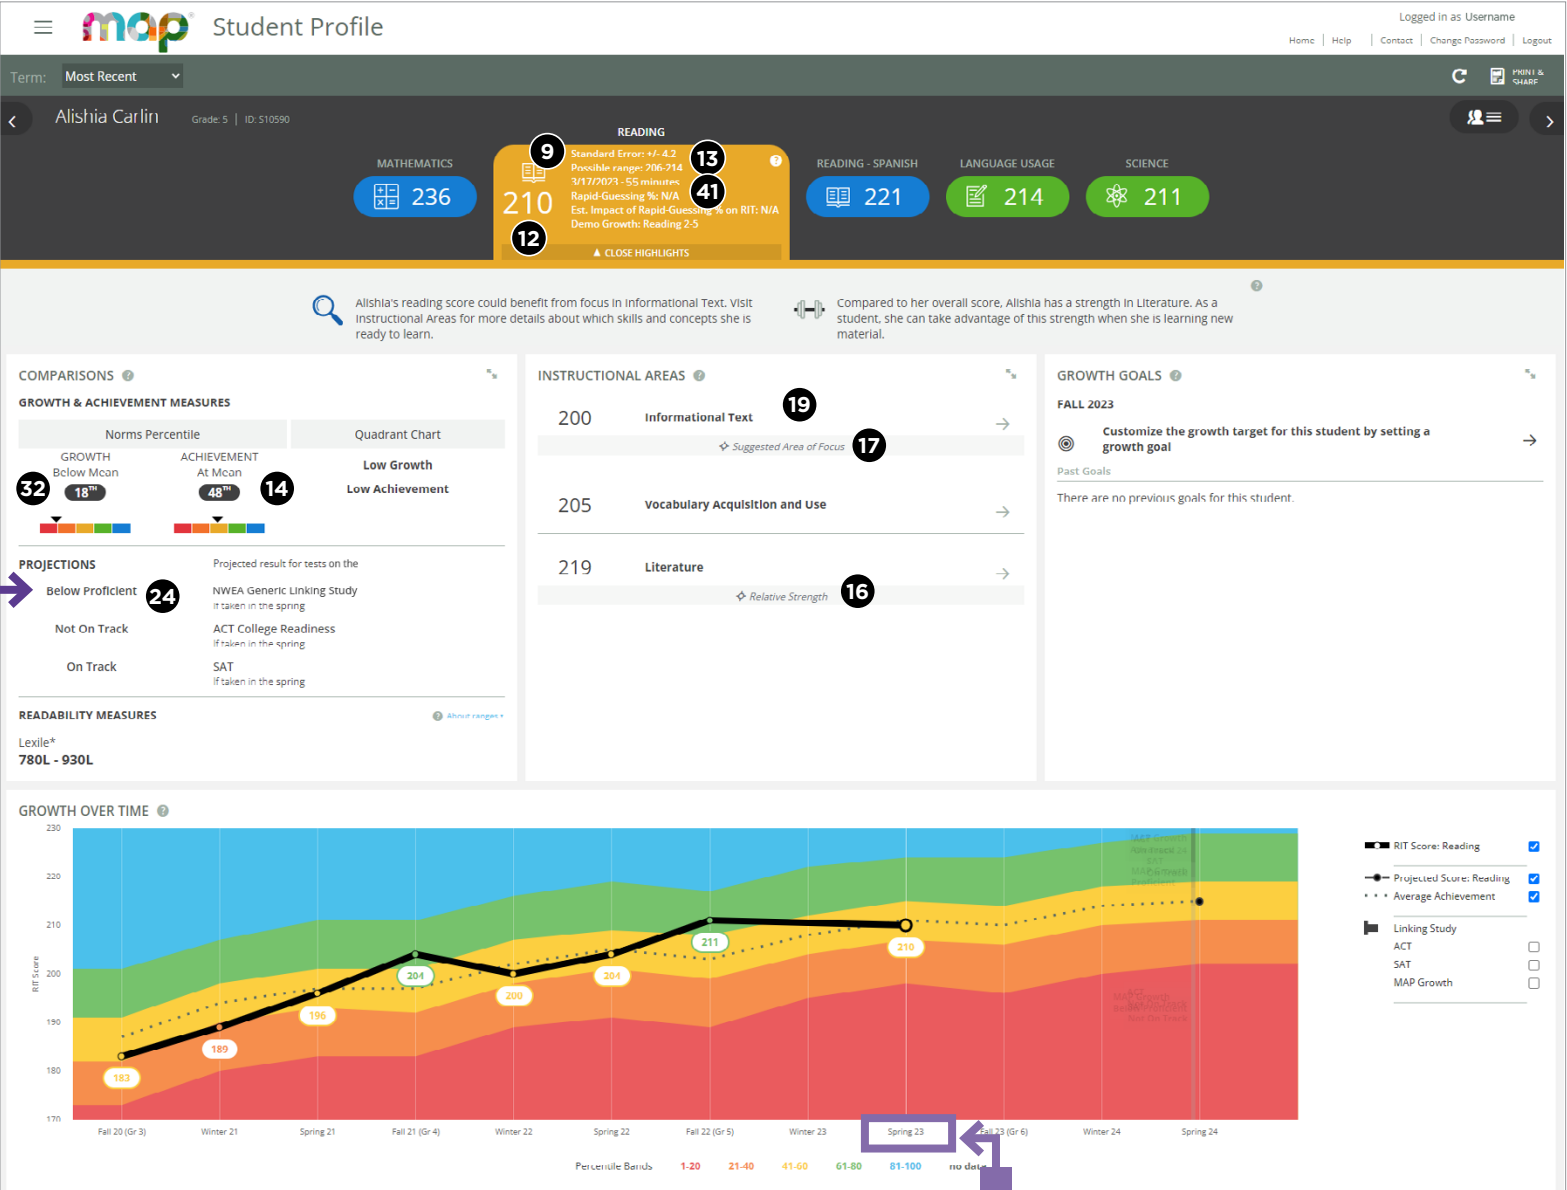 map Student Profile
Logged in as Username
Home | Help | Contact | Change Password | Logout
Term: Most Recent
PRINT & SHARE
Alishia Carlin Grade: 5 | ID: S10590
MATHEMATICS
236
READING
9
Standard Error: +/- 4.2
13
Possible range: 206-214
3/17/2023 - 55 minutes
41
210
Rapid-Guessing %: N/A
Est. Impact of Rapid-Guessing % on RIT: N/A
12
Demo Growth: Reading 2-5
CLOSE HIGHLIGHTS
READING - SPANISH
221
LANGUAGE USAGE
214
SCIENCE
211
Alishia's reading score could benefit from focus in Informational Text. Visit
Instructional Areas for more details about which skills and concepts she is
ready to learn.
Compared to her overall score, Alishia has a strength in Literature. As a
student, she can take advantage of this strength when she is learning new
material.
COMPARISONS
GROWTH & ACHIEVEMENT MEASURES
Norms Percentile Quadrant Chart
GROWTH
Below Mean
32
18TH
ACHIEVEMENT
At Mean
48TH
14
Low Growth
Low Achievement
PROJECTIONS Projected result for tests on the
Below Proficient 24 NWEA Generic Linking Study
If taken in the spring
Not On Track ACT College Readiness
If taken in the spring
On Track SAT
If taken in the spring
READABILITY MEASURES About ranges
Lexile*
780L - 930L
INSTRUCTIONAL AREAS
200 Informational Text 19
Suggested Area of Focus 17
205 Vocabulary Acquisition and Use
219 Literature
Relative Strength 16
GROWTH GOALS
FALL 2023
Customize the growth target for this student by setting a
growth goal
Past Goals
There are no previous goals for this student.
GROWTH OVER TIME
RIT Score
230
220
210
200
190
180
170
183
189
196
204
200
204
211
210
Fall 20 (Gr 3) Winter 21 Spring 21 Fall 21 (Gr 4) Winter 22 Spring 22 Fall 22 (Gr 5) Winter 23 Spring 23 Fall 23 (Gr 6) Winter 24 Spring 24
Percentile Bands 1-20 21-40 41-60 61-80 81-100 no data
RIT Score: Reading
Projected Score: Reading
Average Achievement
Linking Study
ACT
SAT
MAP Growth